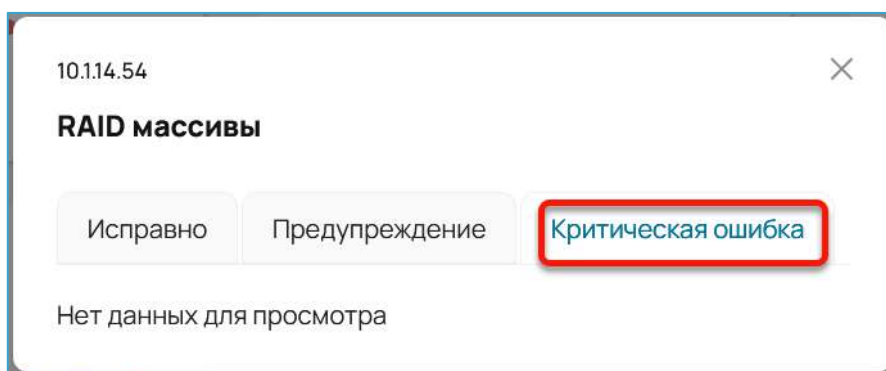 10.1.14.54
RAID массивы
Исправно Предупреждение Критическая ошибка
Нет данных для просмотра